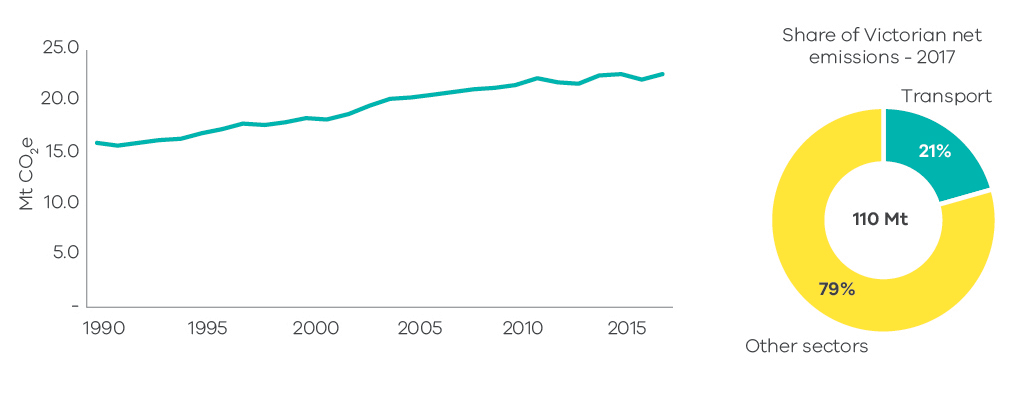 25.0
20.0
15.0
10.0
5.0
-
Mt CO₂e
1990 1995 2000 2005 2010 2015
Share of Victorian net
emissions - 2017
Transport
21%
110 Mt
79%
Other sectors